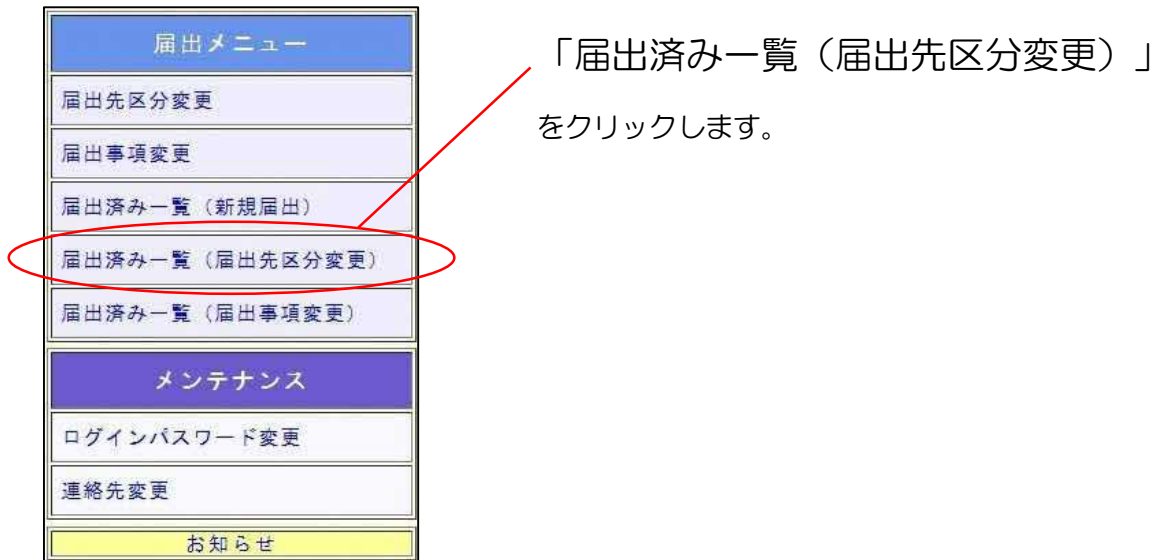 届出メニュー
届出先区分変更
届出事項変更
届出済み一覧（新規届出）
届出済み一覧（届出先区分変更）
届出済み一覧（届出事項変更）
メンテナンス
ログインパスワード変更
連絡先変更
お知らせ
「届出済み一覧（届出先区分変更）」
をクリックします。